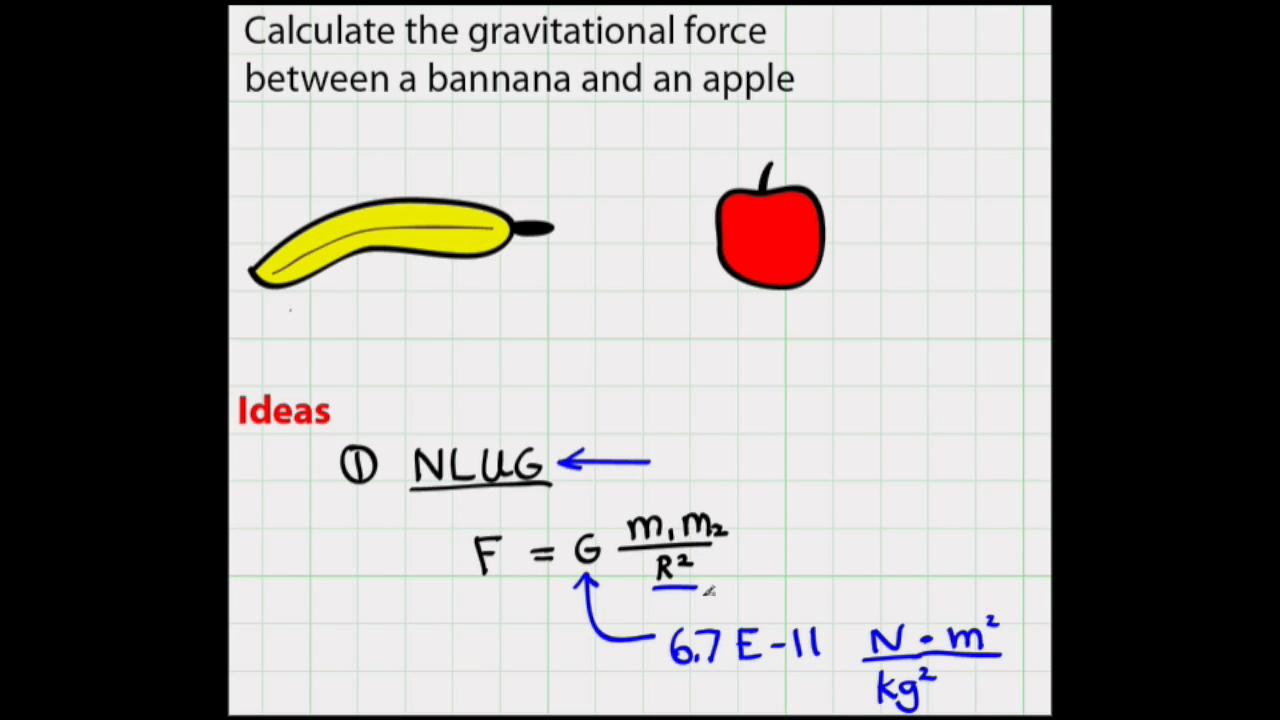 Calculate the gravitational force
between a bannana and an apple
Ideas
① NLUG
F = G m₁m₂
R²
6.7 E-11 N·m²
kg²